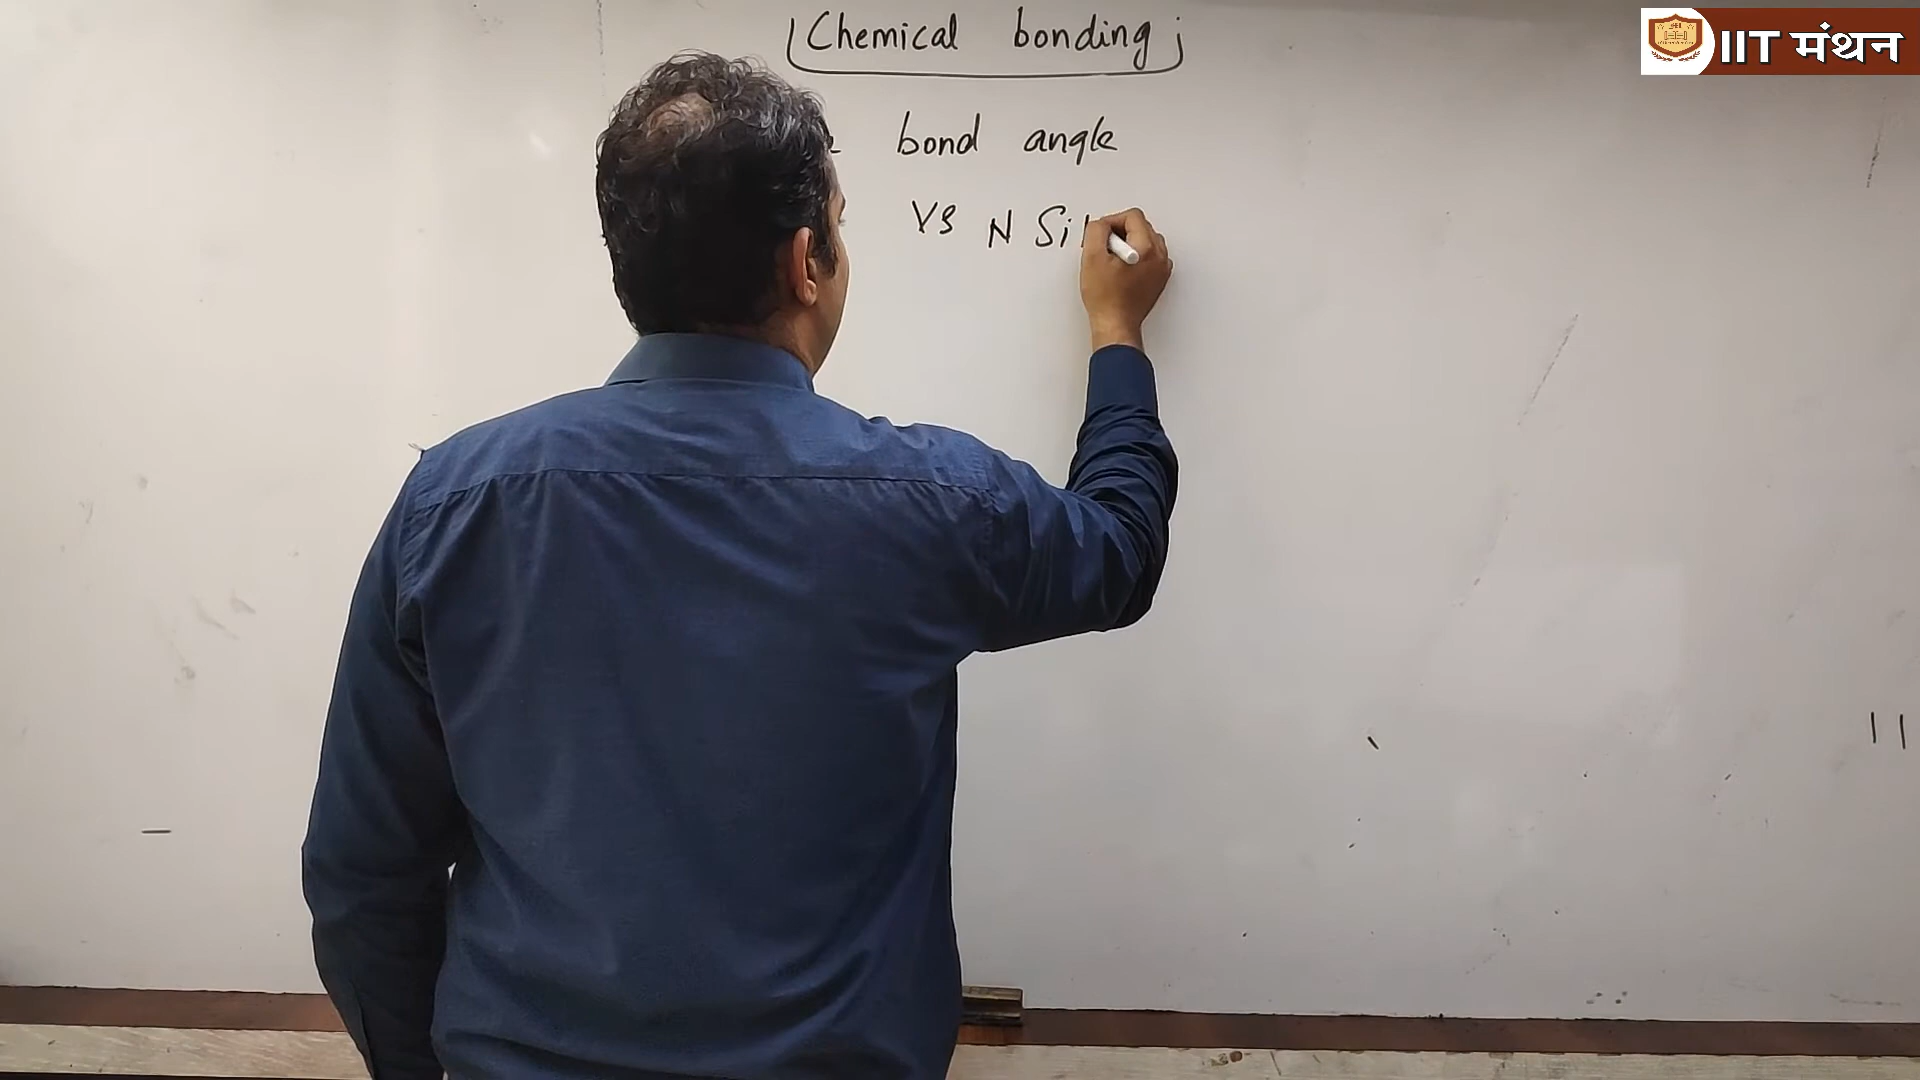 Chemical bonding
IIT मंथन
bond angle
VS N Si